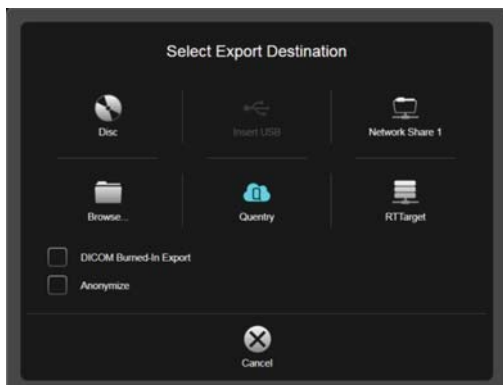 Select Export Destination
Disc
Insert USB
Network Share 1
Browse...
Quentry
RTTarget
DICOM Burned-In Export
Anonymize
Cancel